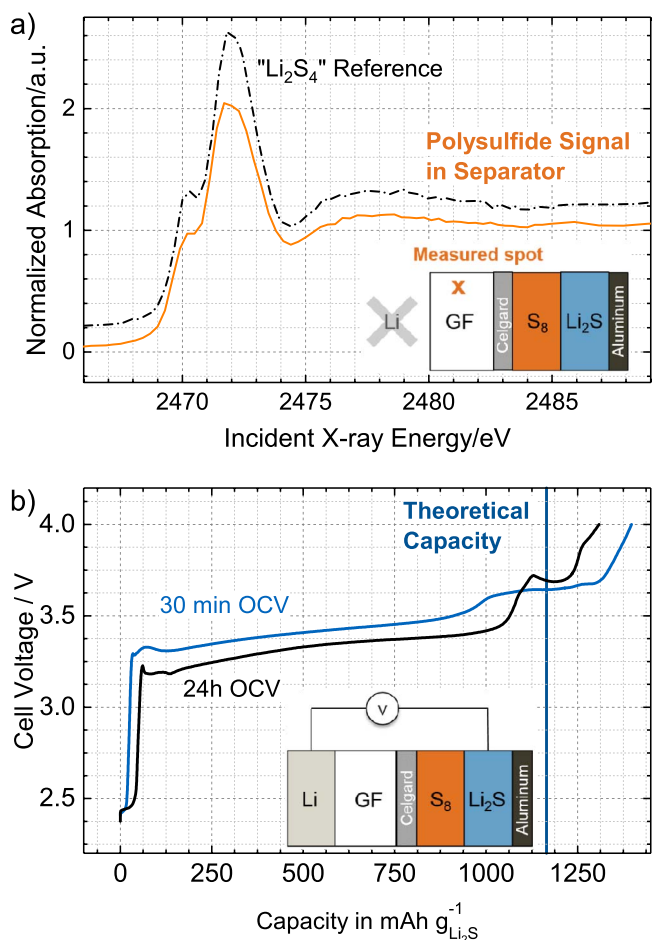 a)
Normalized Absorption/a.u.
2
1
0
"Li₂S₄" Reference
Polysulfide Signal
in Separator
Measured spot
x
Li
GF
Celgard
S₈
Li₂S
Aluminum
2470
2475
2480
2485
Incident X-ray Energy/eV
b)
Cell Voltage / V
4.0
3.5
3.0
2.5
Theoretical
Capacity
30 min OCV
24h OCV
V
Li
GF
Celgard
S₈
Li₂S
Aluminum
0
250
500
750
1000
1250
Capacity in mAh g⁻¹ Li₂S